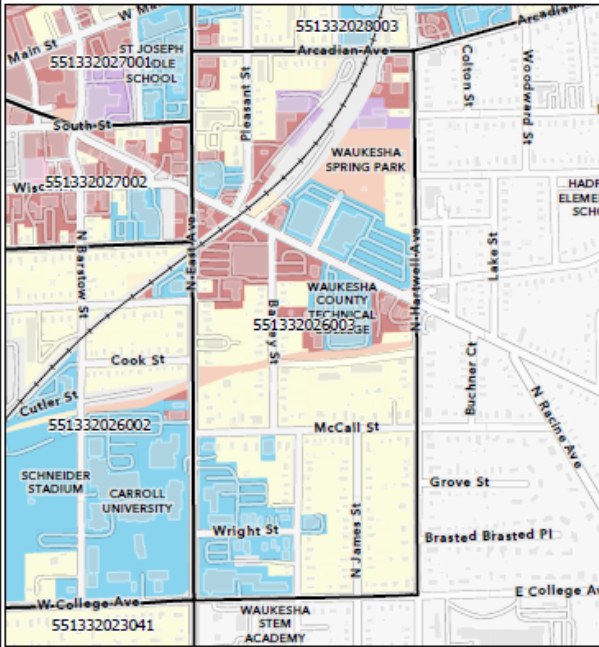 W Ma
Main St
551332028003
Arcadian Ave
Arcadian
ST JOSEPH
551332027001
DLE
SCHOOL
Pleasant St
Colton St
Woodward St
South St
WAUKESHA
SPRING PARK
Wisc
551332027002
HADF
ELEMEN
SCHO
N Barstow St
N East Ave
N Hartwell Ave
Lake St
WAUKESHA
COUNTY
TECHNICAL
551332026003
Cook St
Buchner Ct
N Racine Ave
Cutler St
551332026002
McCall St
SCHNEIDER
STADIUM
CARROLL
UNIVERSITY
Grove St
Wright St
N James St
Brasted Brasted Pl
W College Ave
E College Av
551332023041
WAUKESHA
STEM
ACADEMY